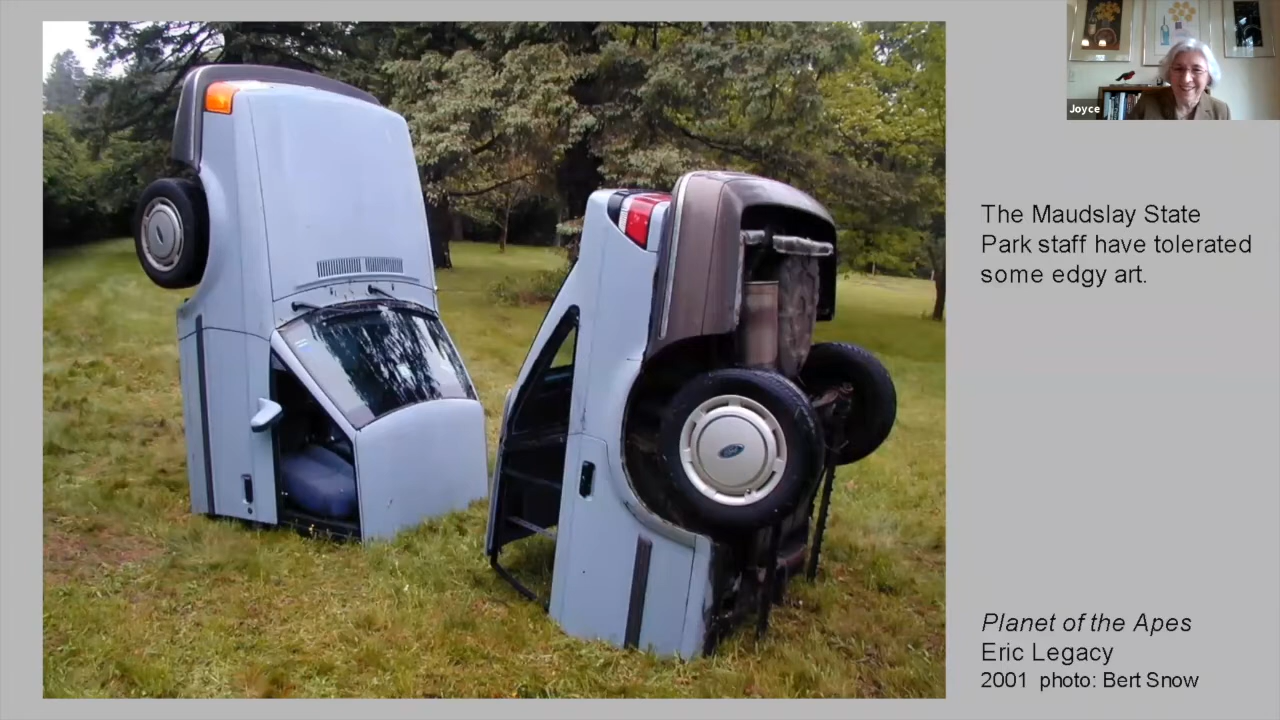 Joyce
The Maudslay State
Park staff have tolerated
some edgy art.
Planet of the Apes
Eric Legacy
2001 photo: Bert Snow